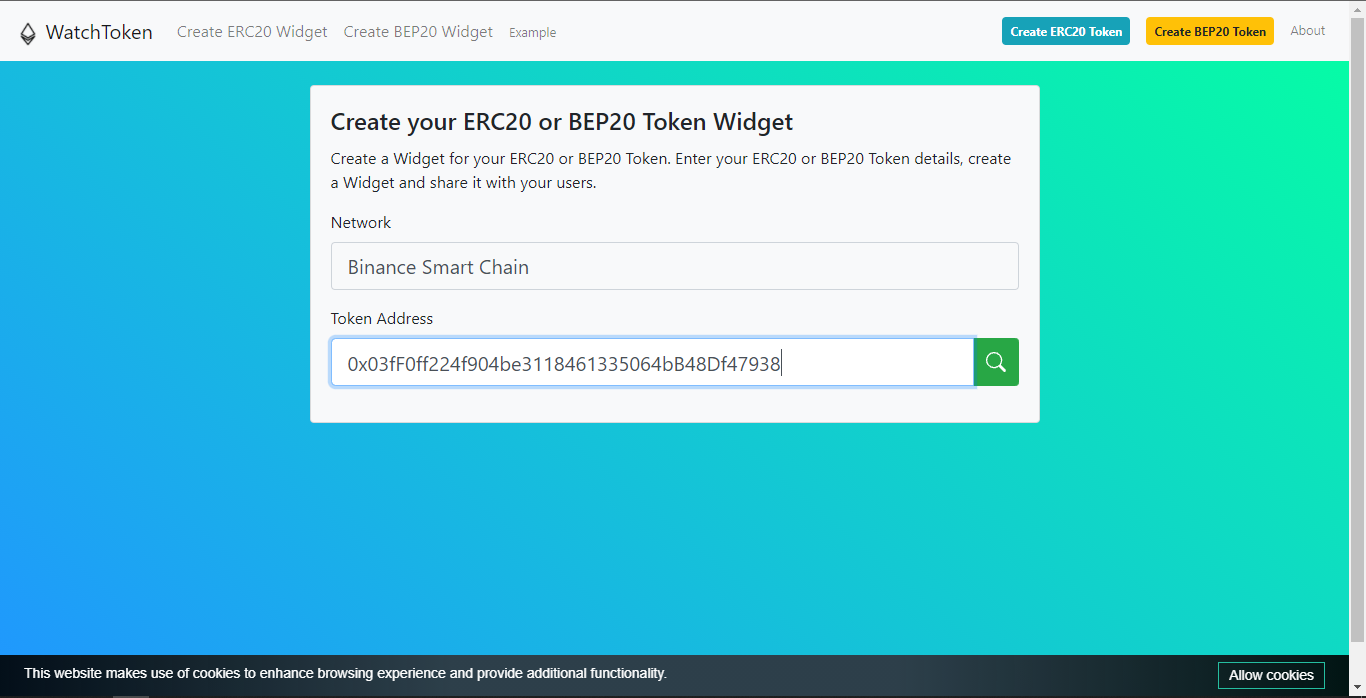 WatchToken Create ERC20 Widget Create BEP20 Widget Example Create ERC20 Token Create BEP20 Token About
Create your ERC20 or BEP20 Token Widget
Create a Widget for your ERC20 or BEP20 Token. Enter your ERC20 or BEP20 Token details, create
a Widget and share it with your users.
Network
Binance Smart Chain
Token Address
0x03fF0ff224f904be3118461335064bB48Df47938
This website makes use of cookies to enhance browsing experience and provide additional functionality. Allow cookies